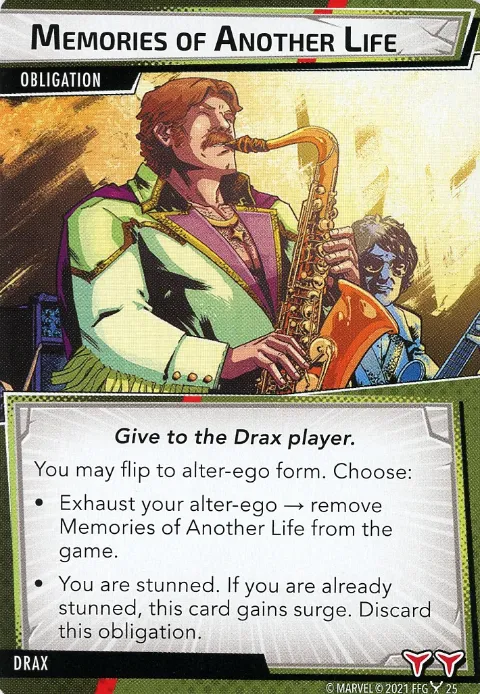 Memories of Another Life
OBLIGATION
Give to the Drax player.
You may flip to alter-ego form. Choose:
• Exhaust your alter-ego → remove
Memories of Another Life from the
game.
• You are stunned. If you are already
stunned, this card gains surge. Discard
this obligation.
DRAX
© MARVEL © 2021 FFG 25